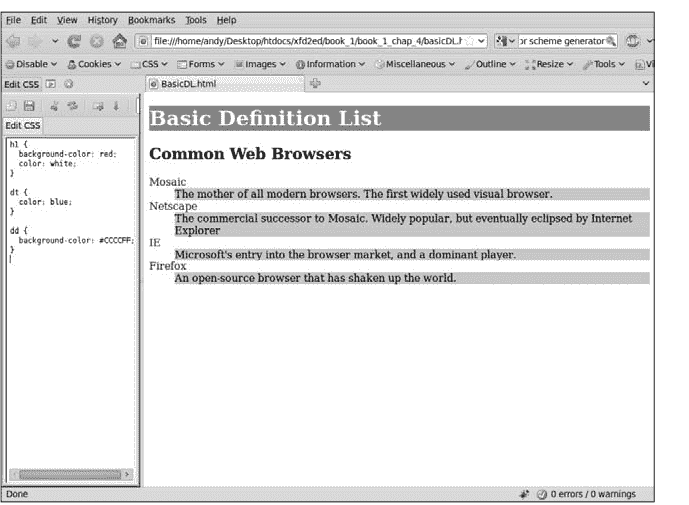 File Edit View History Bookmarks Tools Help
file:///home/andy/Desktop/htdocs/xfd2ed/book_1/book_1_chap_4/basicDL.h or scheme generator
Disable Cookies CSS Forms Images Information Miscellaneous Outline Resize Tools Vi
Edit CSS BasicDL.html
Edit CSS
h1 {
background-color: red;
color: white;
}
dt {
color: blue;
}
dd {
background-color: #CCCCFF;
}
Basic Definition List
Common Web Browsers
Mosaic
The mother of all modern browsers. The first widely used visual browser.
Netscape
The commercial successor to Mosaic. Widely popular, but eventually eclipsed by Internet
Explorer
IE
Microsoft's entry into the browser market, and a dominant player.
Firefox
An open-source browser that has shaken up the world.
Done 0 errors / 0 warnings